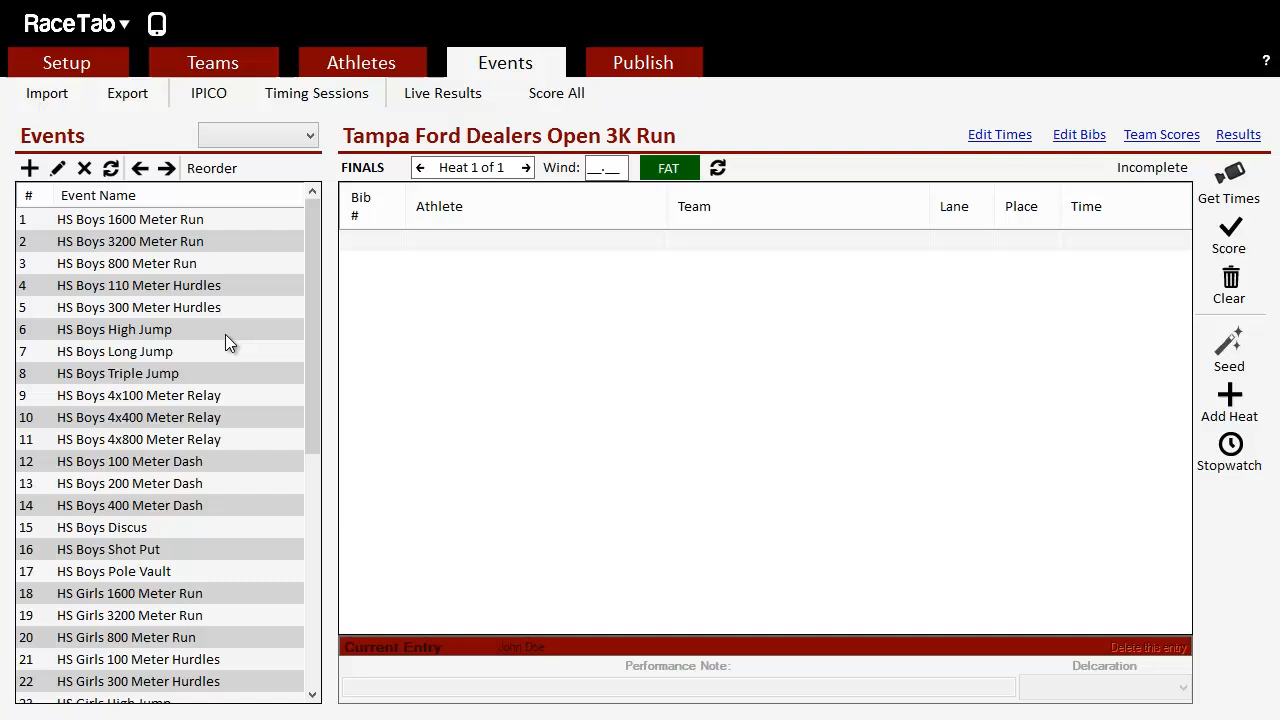 RaceTab
Setup Teams Athletes Events Publish ?
Import Export IPICO Timing Sessions Live Results Score All
Events
Tampa Ford Dealers Open 3K Run Edit Times Edit Bibs Team Scores Results
Reorder
FINALS Heat 1 of 1 Wind: __.__ FAT Incomplete
# Event Name
Bib # Athlete Team Lane Place Time
1 HS Boys 1600 Meter Run
2 HS Boys 3200 Meter Run
3 HS Boys 800 Meter Run
4 HS Boys 110 Meter Hurdles
5 HS Boys 300 Meter Hurdles
6 HS Boys High Jump
7 HS Boys Long Jump
8 HS Boys Triple Jump
9 HS Boys 4x100 Meter Relay
10 HS Boys 4x400 Meter Relay
11 HS Boys 4x800 Meter Relay
12 HS Boys 100 Meter Dash
13 HS Boys 200 Meter Dash
14 HS Boys 400 Meter Dash
15 HS Boys Discus
16 HS Boys Shot Put
17 HS Boys Pole Vault
18 HS Girls 1600 Meter Run
19 HS Girls 3200 Meter Run
20 HS Girls 800 Meter Run
21 HS Girls 100 Meter Hurdles
22 HS Girls 300 Meter Hurdles
23 HS Girls High Jump
Get Times
Score
Clear
Seed
Add Heat
Stopwatch
Current Entry John Doe Delete this entry
Performance Note: Delcaration